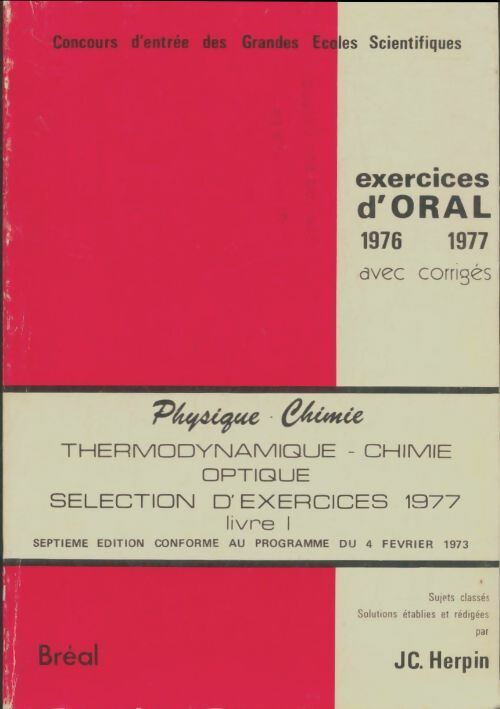 Concours d'entrée des Grandes Ecoles Scientifiques
exercices
d'ORAL
1976 1977
avec corrigés
Physique - Chimie
THERMODYNAMIQUE - CHIMIE
OPTIQUE
SELECTION D'EXERCICES 1977
livre I
SEPTIEME EDITION CONFORME AU PROGRAMME DU 4 FEVRIER 1973
Sujets classés
Solutions établies et rédigées
par
JC. Herpin
Bréal